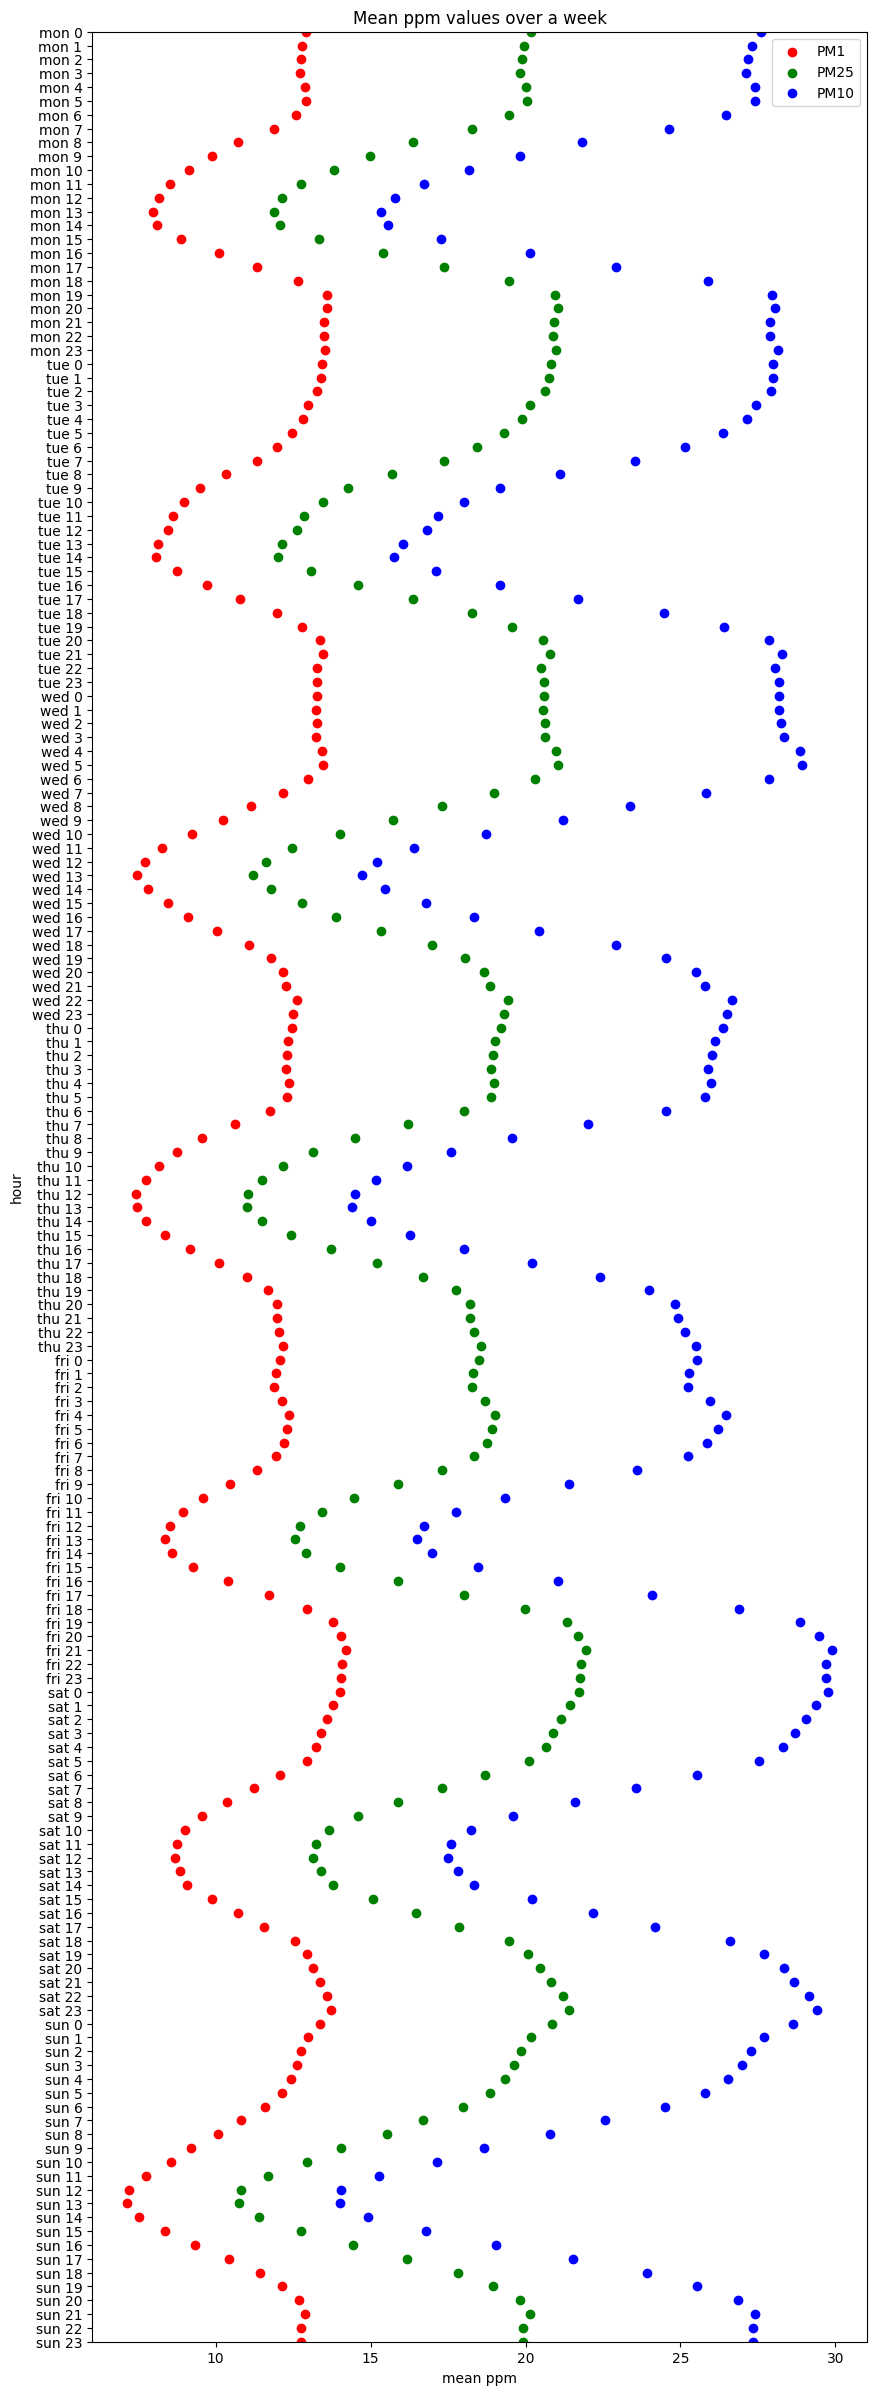 Mean ppm values over a week
PM1
PM25
PM10
mon 0
mon 1
mon 2
mon 3
mon 4
mon 5
mon 6
mon 7
mon 8
mon 9
mon 10
mon 11
mon 12
mon 13
mon 14
mon 15
mon 16
mon 17
mon 18
mon 19
mon 20
mon 21
mon 22
mon 23
tue 0
tue 1
tue 2
tue 3
tue 4
tue 5
tue 6
tue 7
tue 8
tue 9
tue 10
tue 11
tue 12
tue 13
tue 14
tue 15
tue 16
tue 17
tue 18
tue 19
tue 20
tue 21
tue 22
tue 23
wed 0
wed 1
wed 2
wed 3
wed 4
wed 5
wed 6
wed 7
wed 8
wed 9
wed 10
wed 11
wed 12
wed 13
wed 14
wed 15
wed 16
wed 17
wed 18
wed 19
wed 20
wed 21
wed 22
wed 23
thu 0
thu 1
thu 2
thu 3
thu 4
thu 5
thu 6
thu 7
thu 8
thu 9
thu 10
thu 11
thu 12
thu 13
thu 14
thu 15
thu 16
thu 17
thu 18
thu 19
thu 20
thu 21
thu 22
thu 23
fri 0
fri 1
fri 2
fri 3
fri 4
fri 5
fri 6
fri 7
fri 8
fri 9
fri 10
fri 11
fri 12
fri 13
fri 14
fri 15
fri 16
fri 17
fri 18
fri 19
fri 20
fri 21
fri 22
fri 23
sat 0
sat 1
sat 2
sat 3
sat 4
sat 5
sat 6
sat 7
sat 8
sat 9
sat 10
sat 11
sat 12
sat 13
sat 14
sat 15
sat 16
sat 17
sat 18
sat 19
sat 20
sat 21
sat 22
sat 23
sun 0
sun 1
sun 2
sun 3
sun 4
sun 5
sun 6
sun 7
sun 8
sun 9
sun 10
sun 11
sun 12
sun 13
sun 14
sun 15
sun 16
sun 17
sun 18
sun 19
sun 20
sun 21
sun 22
sun 23
hour
10 15 20 25 30
mean ppm